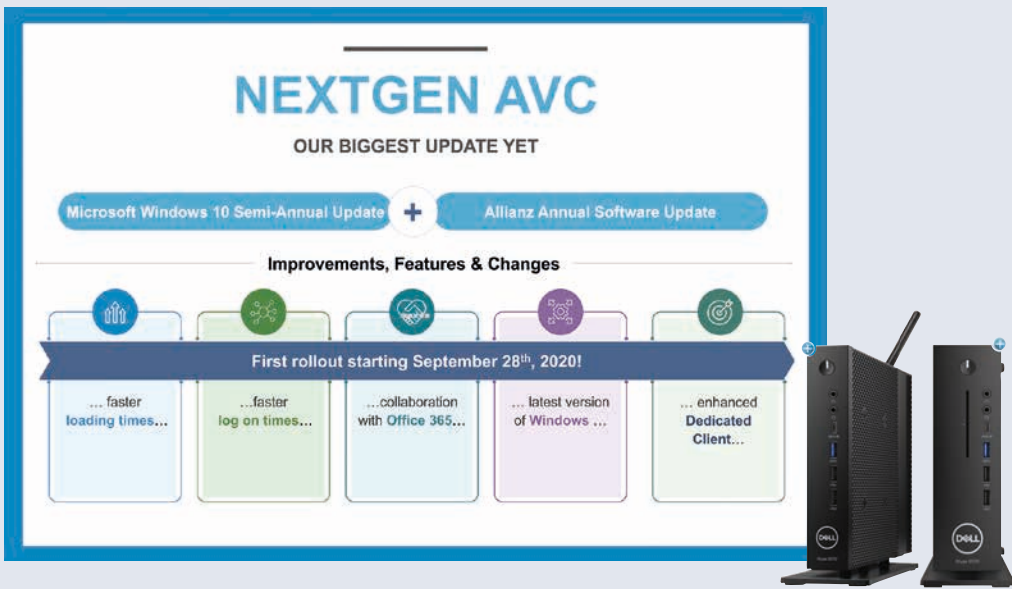 NEXTGEN AVC
OUR BIGGEST UPDATE YET
Microsoft Windows 10 Semi-Annual Update + Allianz Annual Software Update
Improvements, Features & Changes
First rollout starting September 28th, 2020!
... faster
loading times...
...faster
log on times...
...collaboration
with Office 365...
... latest version
of Windows ...
... enhanced
Dedicated
Client...
DELL
DELL